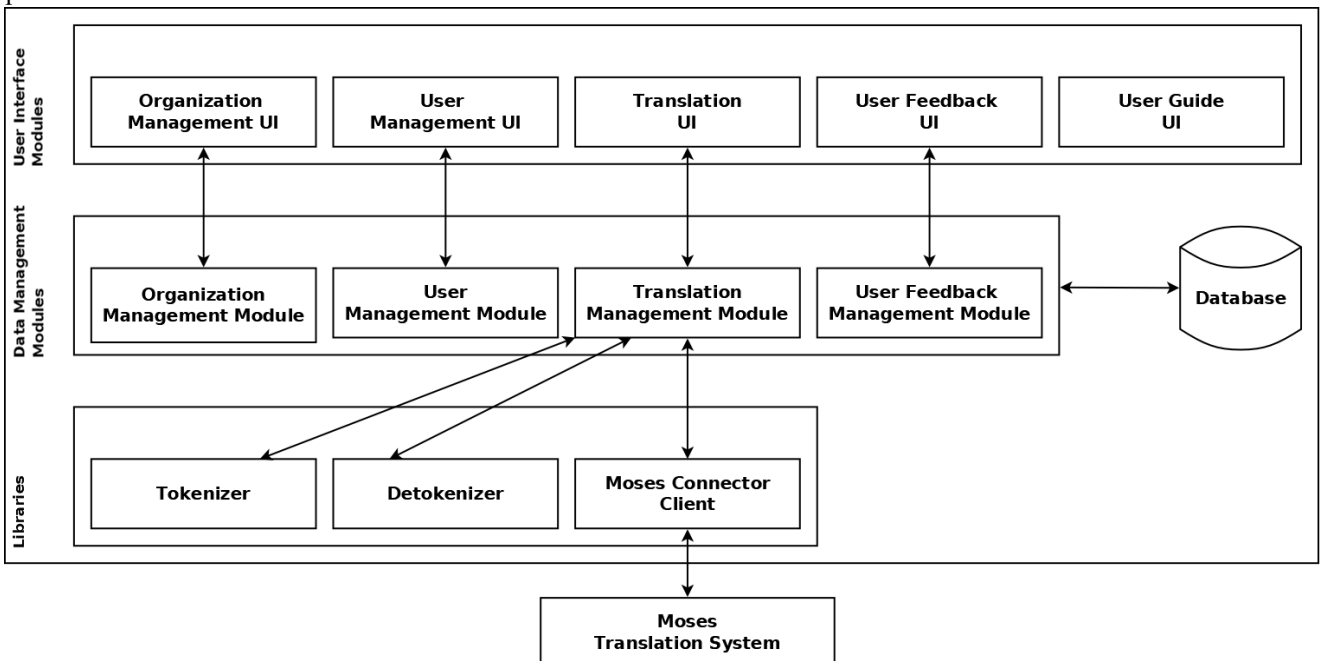 User Interface
Modules
Organization
Management UI
User
Management UI
Translation
UI
User Feedback
UI
User Guide
UI
Data Management
Modules
Organization
Management Module
User
Management Module
Translation
Management Module
User Feedback
Management Module
Database
Libraries
Tokenizer
Detokenizer
Moses Connector
Client
Moses
Translation System